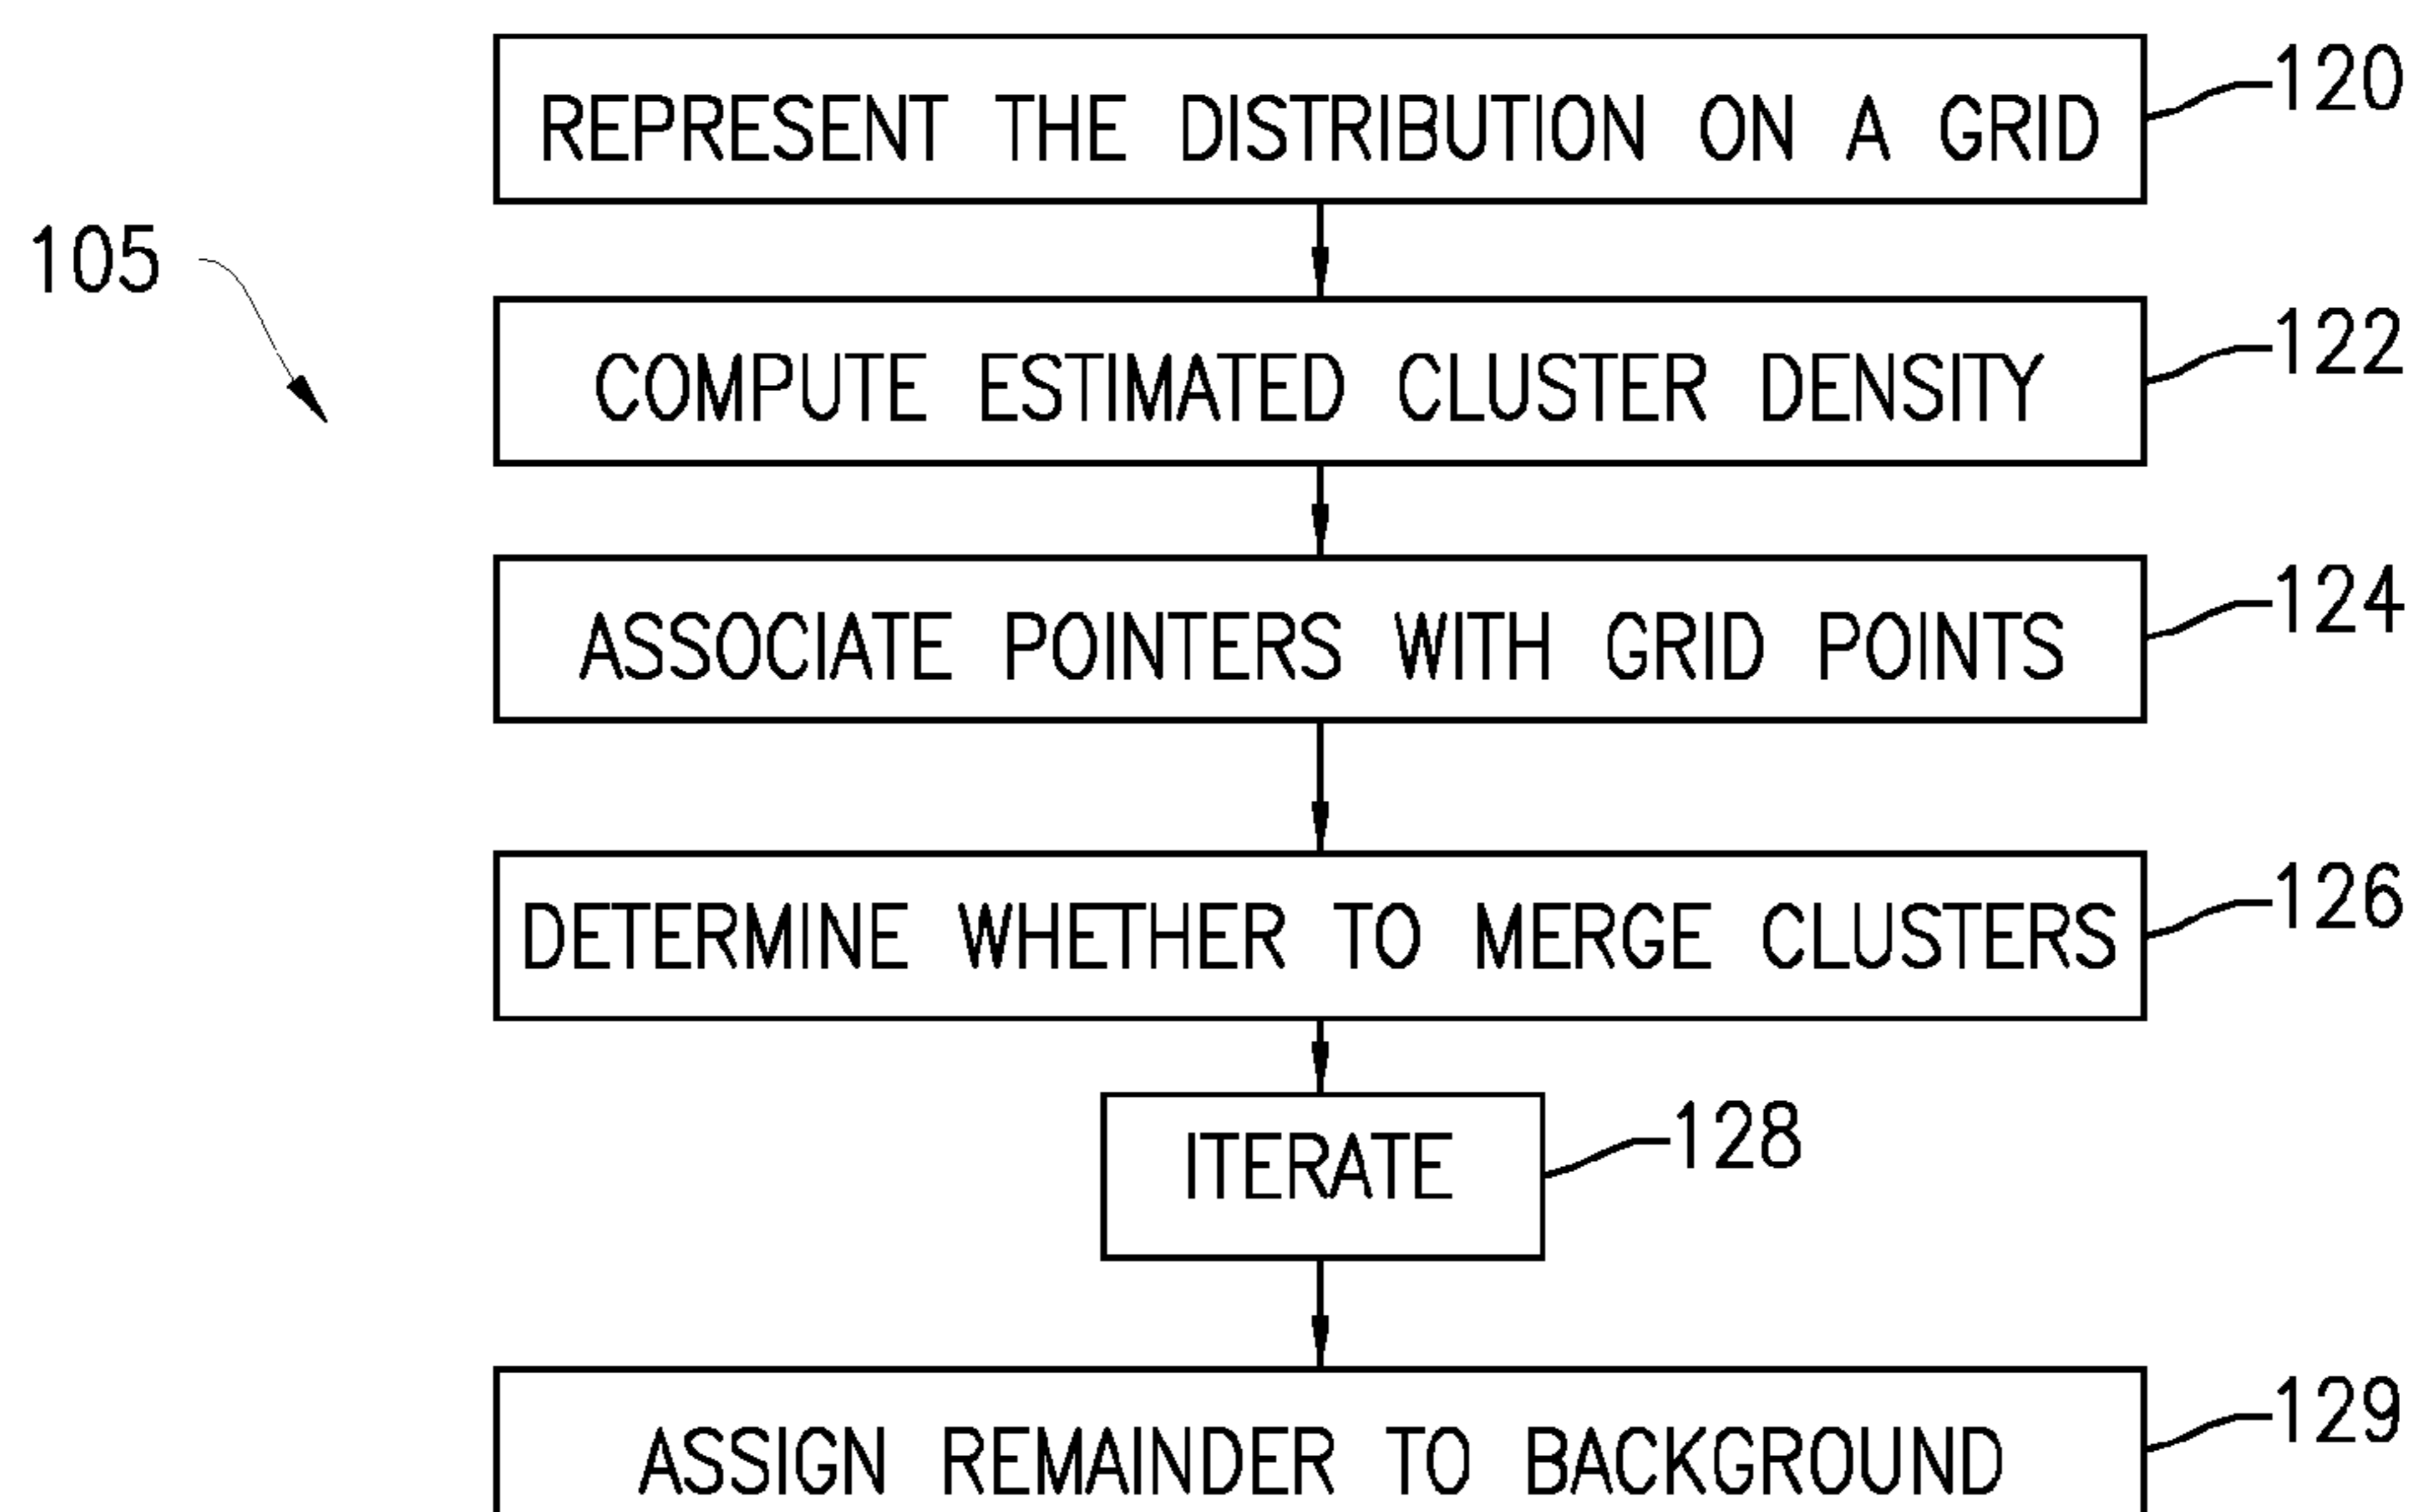 REPRESENT THE DISTRIBUTION ON A GRID
120
105
COMPUTE ESTIMATED CLUSTER DENSITY
122
ASSOCIATE POINTERS WITH GRID POINTS
124
DETERMINE WHETHER TO MERGE CLUSTERS
126
ITERATE
128
ASSIGN REMAINDER TO BACKGROUND
129